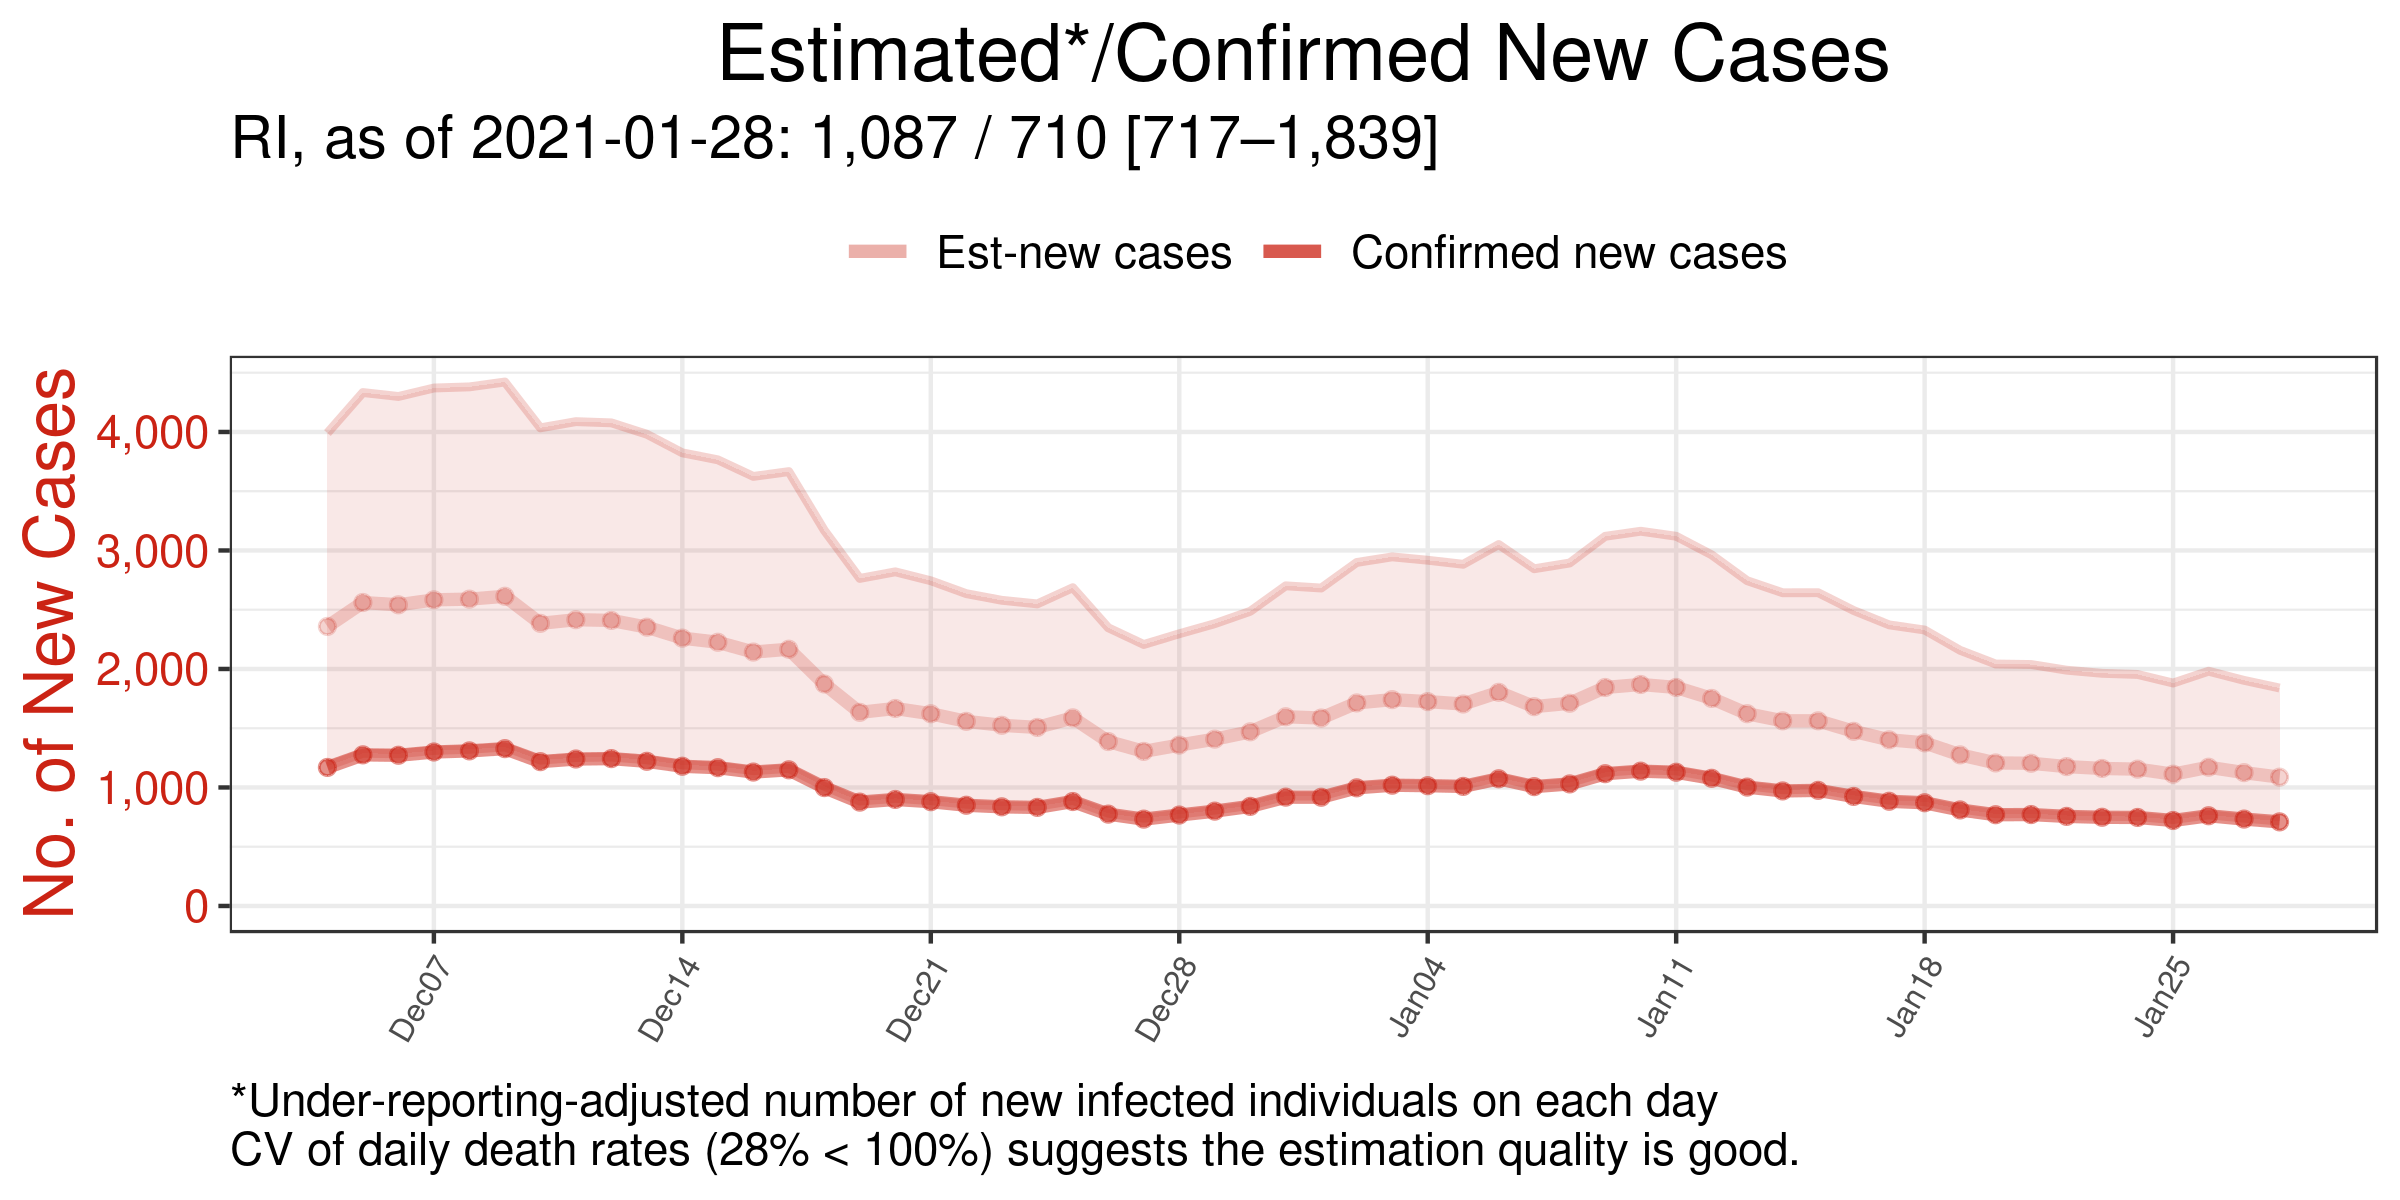 Estimated*/Confirmed New Cases
RI, as of 2021-01-28: 1,087 / 710 [717–1,839]
Est-new cases Confirmed new cases
No. of New Cases
4,000
3,000
2,000
1,000
0
Dec07 Dec14 Dec21 Dec28 Jan04 Jan11 Jan18 Jan25
*Under-reporting-adjusted number of new infected individuals on each day
CV of daily death rates (28% < 100%) suggests the estimation quality is good.